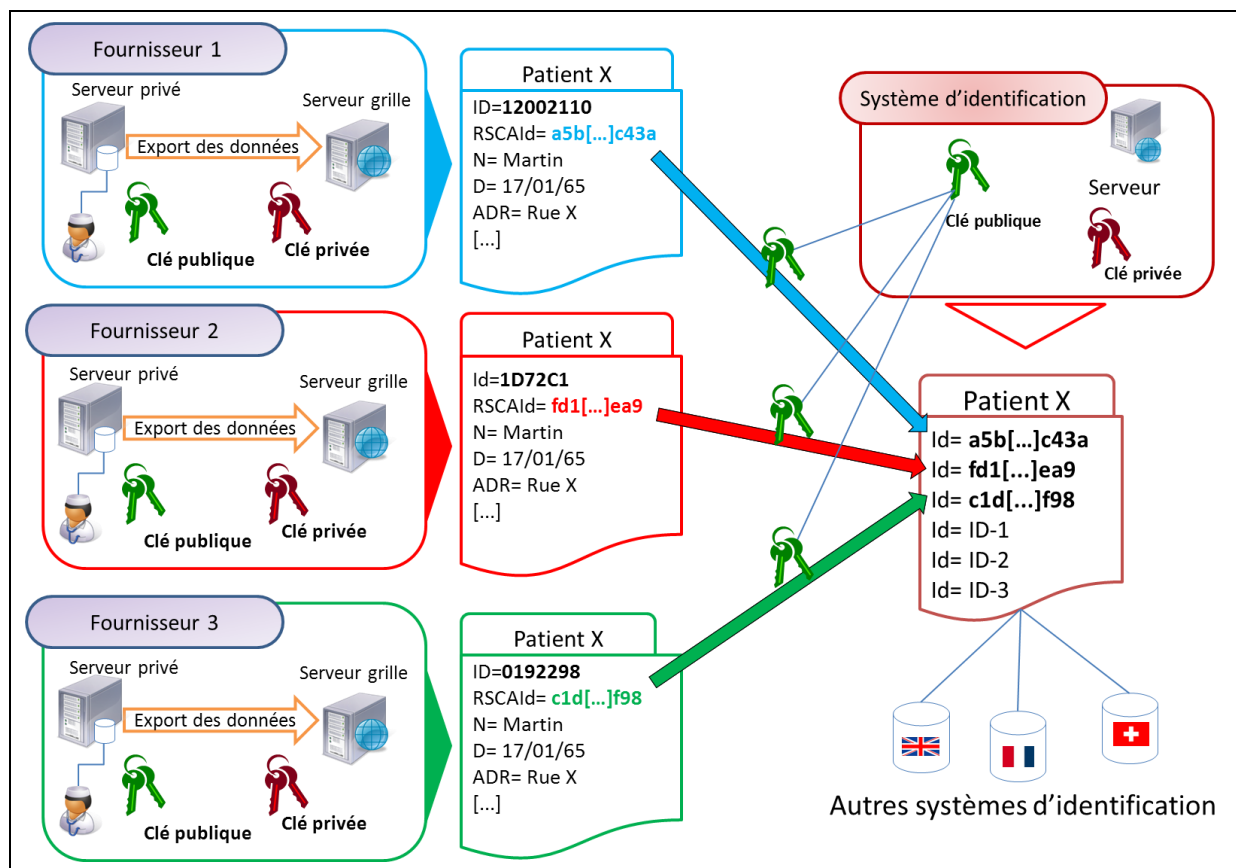 Fournisseur 1
Serveur privé
Serveur grille
Export des données
Clé publique
Clé privée
Patient X
ID=12002110
RSCAId= a5b[...]c43a
N= Martin
D= 17/01/65
ADR= Rue X
[...]
Système d'identification
Clé publique
Serveur
Clé privée
Fournisseur 2
Serveur privé
Serveur grille
Export des données
Clé publique
Clé privée
Patient X
Id=1D72C1
RSCAId= fd1[...]ea9
N= Martin
D= 17/01/65
ADR= Rue X
[...]
Patient X
Id= a5b[...]c43a
Id= fd1[...]ea9
Id= c1d[...]f98
Id= ID-1
Id= ID-2
Id= ID-3
Fournisseur 3
Serveur privé
Serveur grille
Export des données
Clé publique
Clé privée
Patient X
ID=0192298
RSCAId= c1d[...]f98
N= Martin
D= 17/01/65
ADR= Rue X
[...]
Autres systèmes d'identification